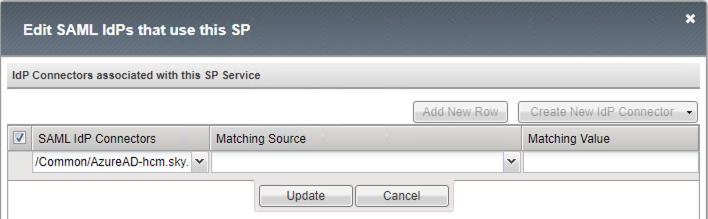 Edit SAML IdPs that use this SP
IdP Connectors associated with this SP Service
Add New Row Create New IdP Connector
SAML IdP Connectors Matching Source Matching Value
/Common/AzureAD-hcm.sky.
Update Cancel